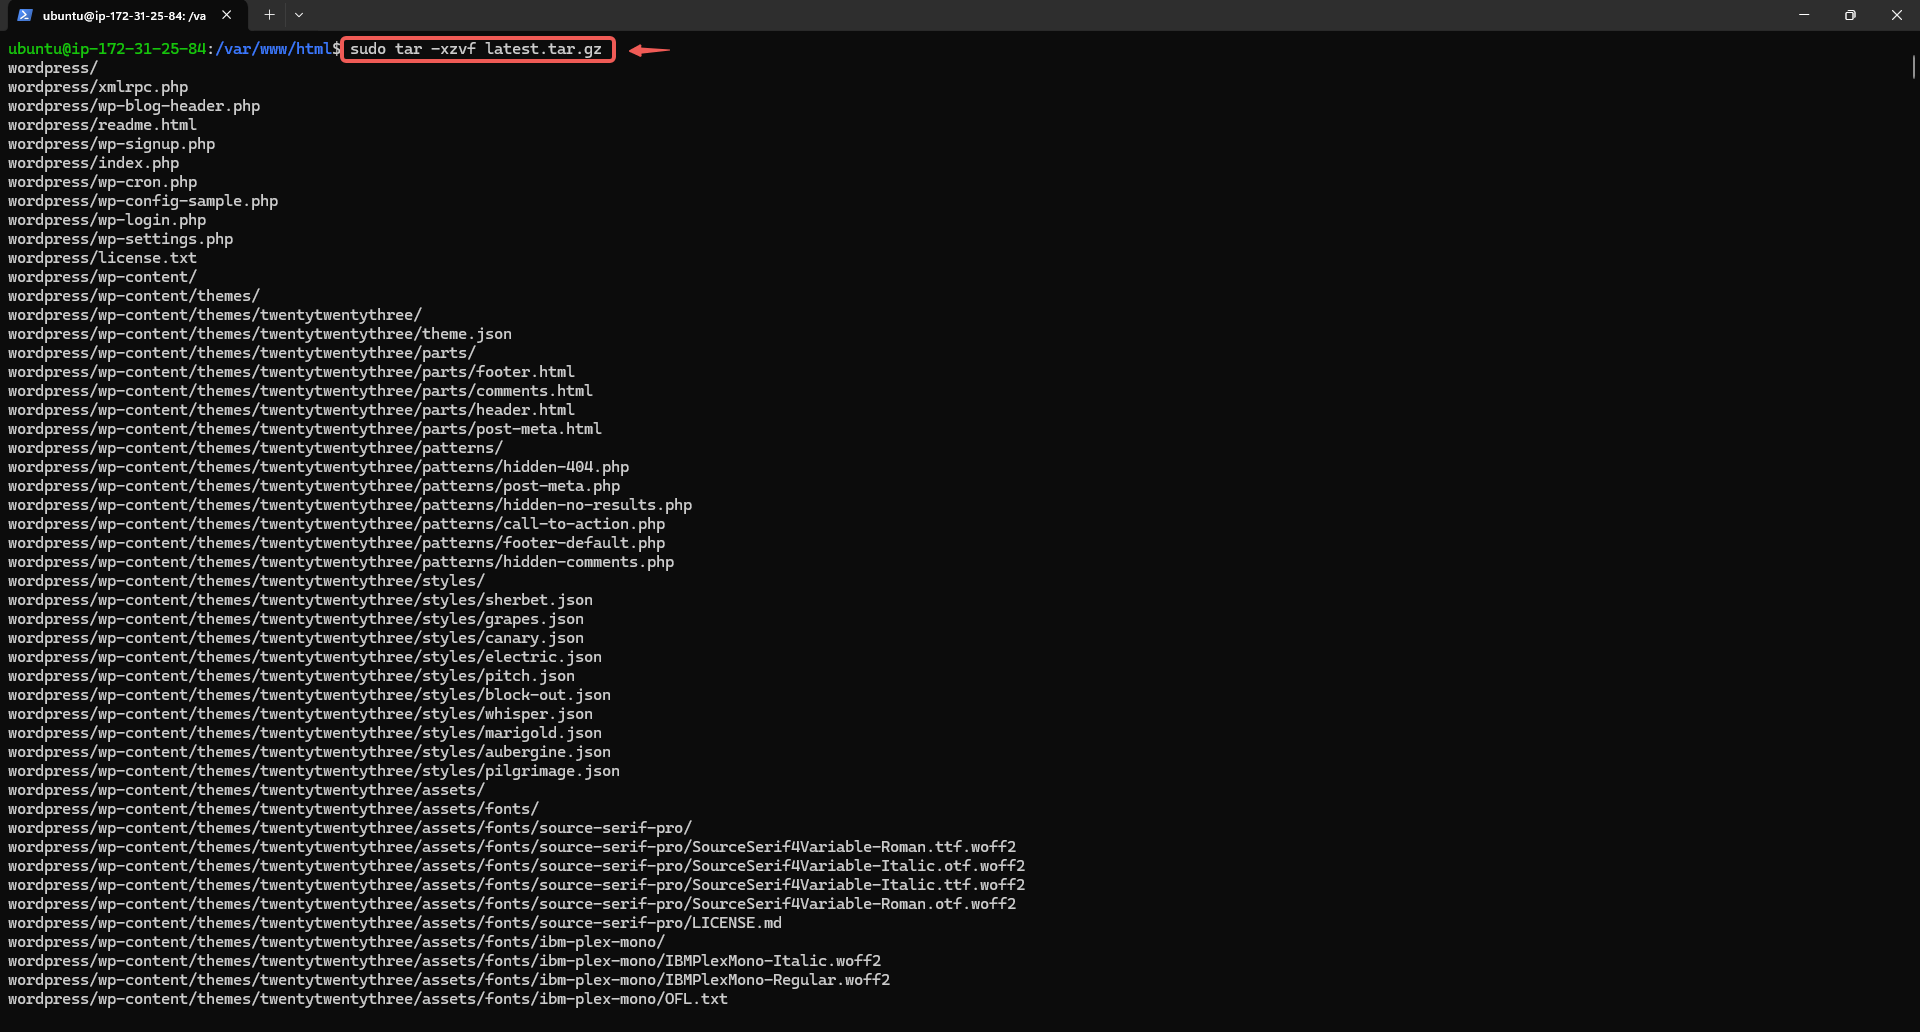 ubuntu@ip-172-31-25-84: /va
ubuntu@ip-172-31-25-84:/var/www/html$ sudo tar -xzvf latest.tar.gz
wordpress/
wordpress/xmlrpc.php
wordpress/wp-blog-header.php
wordpress/readme.html
wordpress/wp-signup.php
wordpress/index.php
wordpress/wp-cron.php
wordpress/wp-config-sample.php
wordpress/wp-login.php
wordpress/wp-settings.php
wordpress/license.txt
wordpress/wp-content/
wordpress/wp-content/themes/
wordpress/wp-content/themes/twentytwentythree/
wordpress/wp-content/themes/twentytwentythree/theme.json
wordpress/wp-content/themes/twentytwentythree/parts/
wordpress/wp-content/themes/twentytwentythree/parts/footer.html
wordpress/wp-content/themes/twentytwentythree/parts/comments.html
wordpress/wp-content/themes/twentytwentythree/parts/header.html
wordpress/wp-content/themes/twentytwentythree/parts/post-meta.html
wordpress/wp-content/themes/twentytwentythree/patterns/
wordpress/wp-content/themes/twentytwentythree/patterns/hidden-404.php
wordpress/wp-content/themes/twentytwentythree/patterns/post-meta.php
wordpress/wp-content/themes/twentytwentythree/patterns/hidden-no-results.php
wordpress/wp-content/themes/twentytwentythree/patterns/call-to-action.php
wordpress/wp-content/themes/twentytwentythree/patterns/footer-default.php
wordpress/wp-content/themes/twentytwentythree/patterns/hidden-comments.php
wordpress/wp-content/themes/twentytwentythree/styles/
wordpress/wp-content/themes/twentytwentythree/styles/sherbet.json
wordpress/wp-content/themes/twentytwentythree/styles/grapes.json
wordpress/wp-content/themes/twentytwentythree/styles/canary.json
wordpress/wp-content/themes/twentytwentythree/styles/electric.json
wordpress/wp-content/themes/twentytwentythree/styles/pitch.json
wordpress/wp-content/themes/twentytwentythree/styles/block-out.json
wordpress/wp-content/themes/twentytwentythree/styles/whisper.json
wordpress/wp-content/themes/twentytwentythree/styles/marigold.json
wordpress/wp-content/themes/twentytwentythree/styles/aubergine.json
wordpress/wp-content/themes/twentytwentythree/styles/pilgrimage.json
wordpress/wp-content/themes/twentytwentythree/assets/
wordpress/wp-content/themes/twentytwentythree/assets/fonts/
wordpress/wp-content/themes/twentytwentythree/assets/fonts/source-serif-pro/
wordpress/wp-content/themes/twentytwentythree/assets/fonts/source-serif-pro/SourceSerif4Variable-Roman.ttf.woff2
wordpress/wp-content/themes/twentytwentythree/assets/fonts/source-serif-pro/SourceSerif4Variable-Italic.otf.woff2
wordpress/wp-content/themes/twentytwentythree/assets/fonts/source-serif-pro/SourceSerif4Variable-Italic.ttf.woff2
wordpress/wp-content/themes/twentytwentythree/assets/fonts/source-serif-pro/SourceSerif4Variable-Roman.otf.woff2
wordpress/wp-content/themes/twentytwentythree/assets/fonts/source-serif-pro/LICENSE.md
wordpress/wp-content/themes/twentytwentythree/assets/fonts/ibm-plex-mono/
wordpress/wp-content/themes/twentytwentythree/assets/fonts/ibm-plex-mono/IBMPlexMono-Italic.woff2
wordpress/wp-content/themes/twentytwentythree/assets/fonts/ibm-plex-mono/IBMPlexMono-Regular.woff2
wordpress/wp-content/themes/twentytwentythree/assets/fonts/ibm-plex-mono/OFL.txt